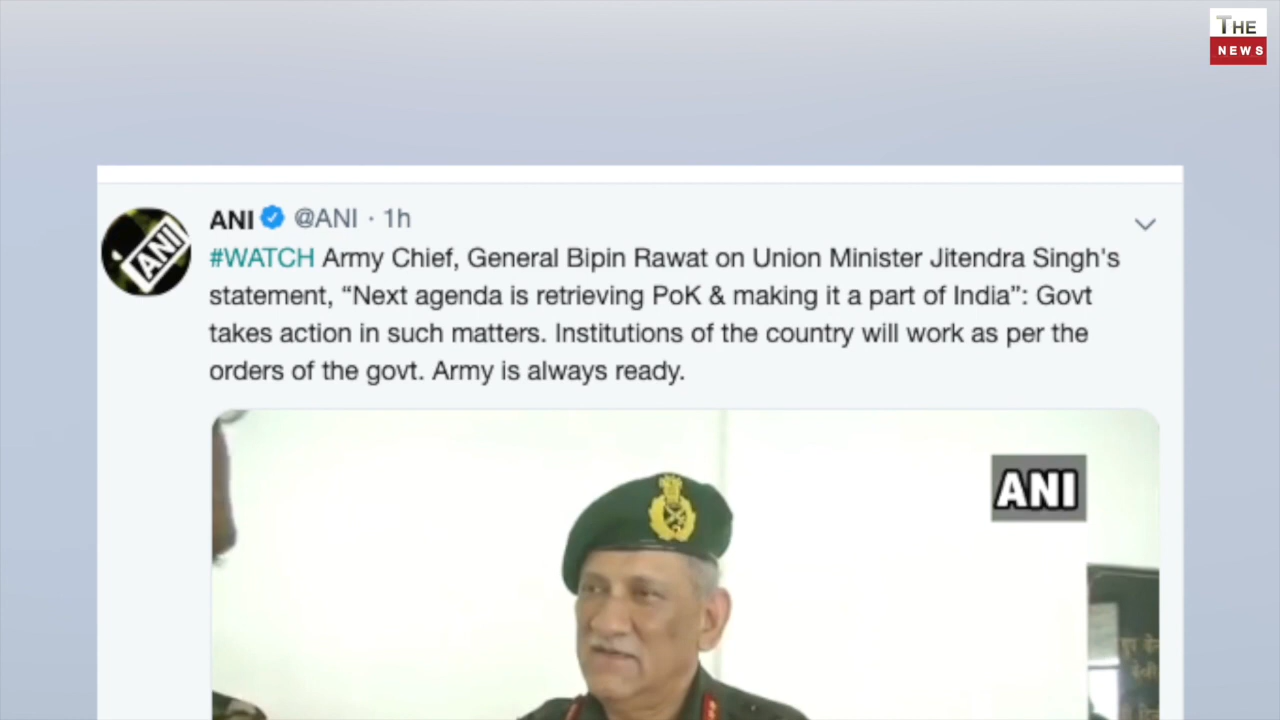 THE
NEWS
ANI @ANI · 1h
#WATCH Army Chief, General Bipin Rawat on Union Minister Jitendra Singh's
statement, “Next agenda is retrieving PoK & making it a part of India”: Govt
takes action in such matters. Institutions of the country will work as per the
orders of the govt. Army is always ready.
ANI
ANI